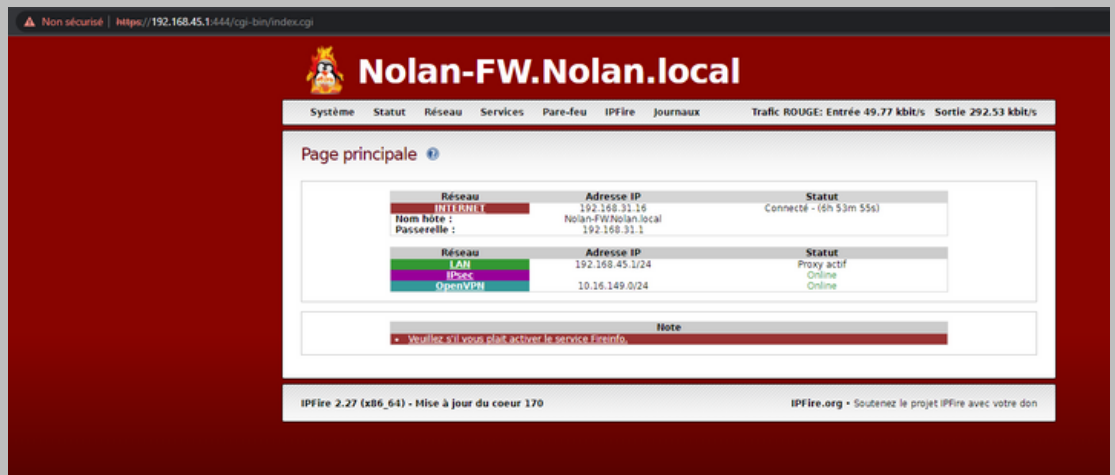 Non sécurisé | https://192.168.45.1:444/cgi-bin/index.cgi
Nolan-FW.Nolan.local
Système Statut Réseau Services Pare-feu IPFire Journaux Trafic ROUGE: Entrée 49.77 kbit/s Sortie 292.53 kbit/s
Page principale
Réseau Adresse IP Statut
INTERNET 192.168.31.16 Connecté - (6h 53m 55s)
Nom hôte : Nolan-FW.Nolan.local
Passerelle : 192.168.31.1
Réseau Adresse IP Statut
LAN 192.168.45.1/24 Proxy actif
IPsec Online
OpenVPN 10.16.149.0/24 Online
Note
• Veuillez s'il vous plait activer le service Fireinfo.
IPFire 2.27 (x86_64) - Mise à jour du coeur 170 IPFire.org • Soutenez le projet IPFire avec votre don